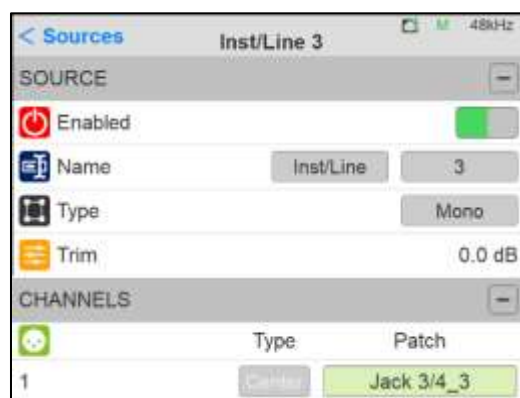 < Sources
Inst/Line 3
M 48kHz
SOURCE
Enabled
Name Inst/Line 3
Type Mono
Trim 0.0 dB
CHANNELS
Type Patch
1 Center Jack 3/4_3